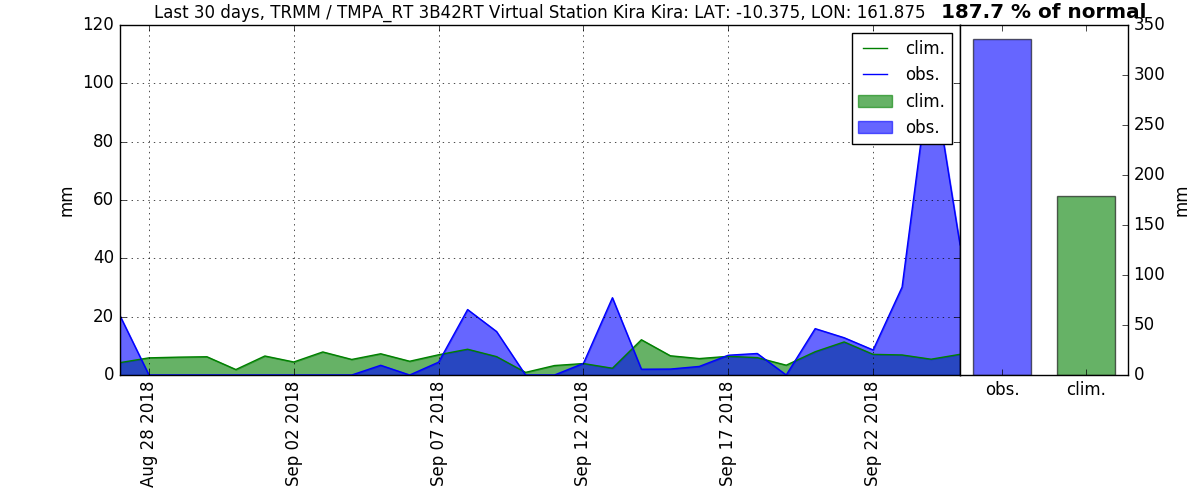 Last 30 days, TRMM / TMPA_RT 3B42RT Virtual Station Kira Kira: LAT: -10.375, LON: 161.875 187.7 % of normal
120
100
80
60
40
20
0
mm
clim.
obs.
clim.
obs.
350
300
250
200
150
100
50
0
mm
obs. clim.
Aug 28 2018
Sep 02 2018
Sep 07 2018
Sep 12 2018
Sep 17 2018
Sep 22 2018